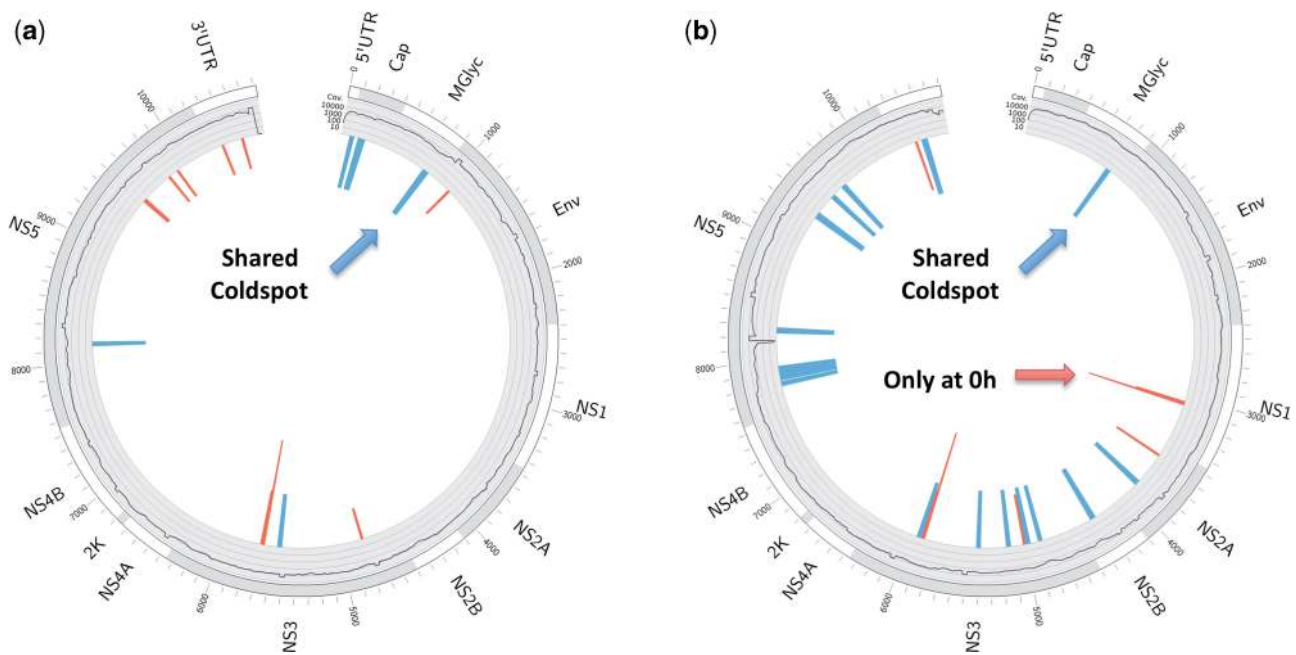 (a)
3'UTR
5'UTR
Cap
MGlyc
Env
NS1
NS2A
NS2B
NS3
NS4A
2K
NS4B
NS5
0
1000
2000
3000
4000
5000
6000
7000
8000
9000
10000
Cov.
10000
1000
100
10
Shared
Coldspot
(b)
5'UTR
Cap
MGlyc
Env
NS1
NS2A
NS2B
NS3
NS4A
2K
NS4B
NS5
0
1000
2000
3000
4000
5000
6000
7000
8000
9000
10000
Cov.
10000
1000
100
10
Shared
Coldspot
Only at 0h